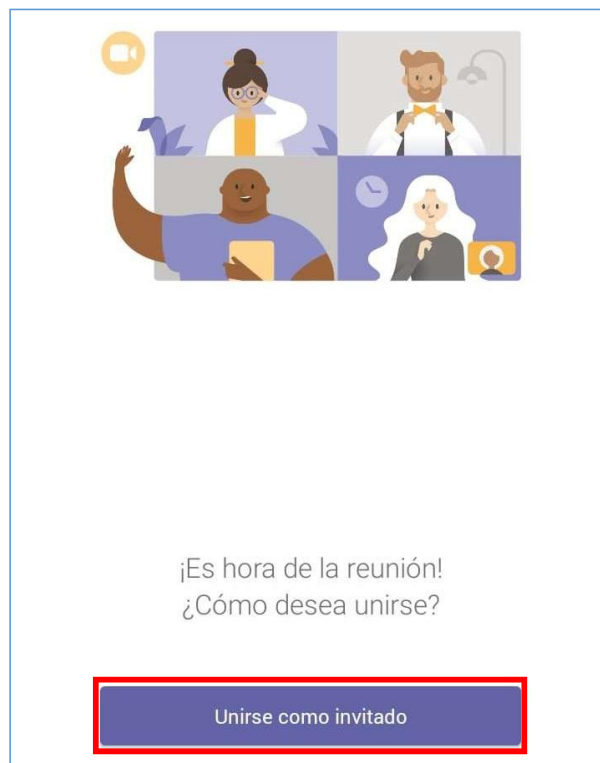 ¡Es hora de la reunión!
¿Cómo desea unirse?
Unirse como invitado